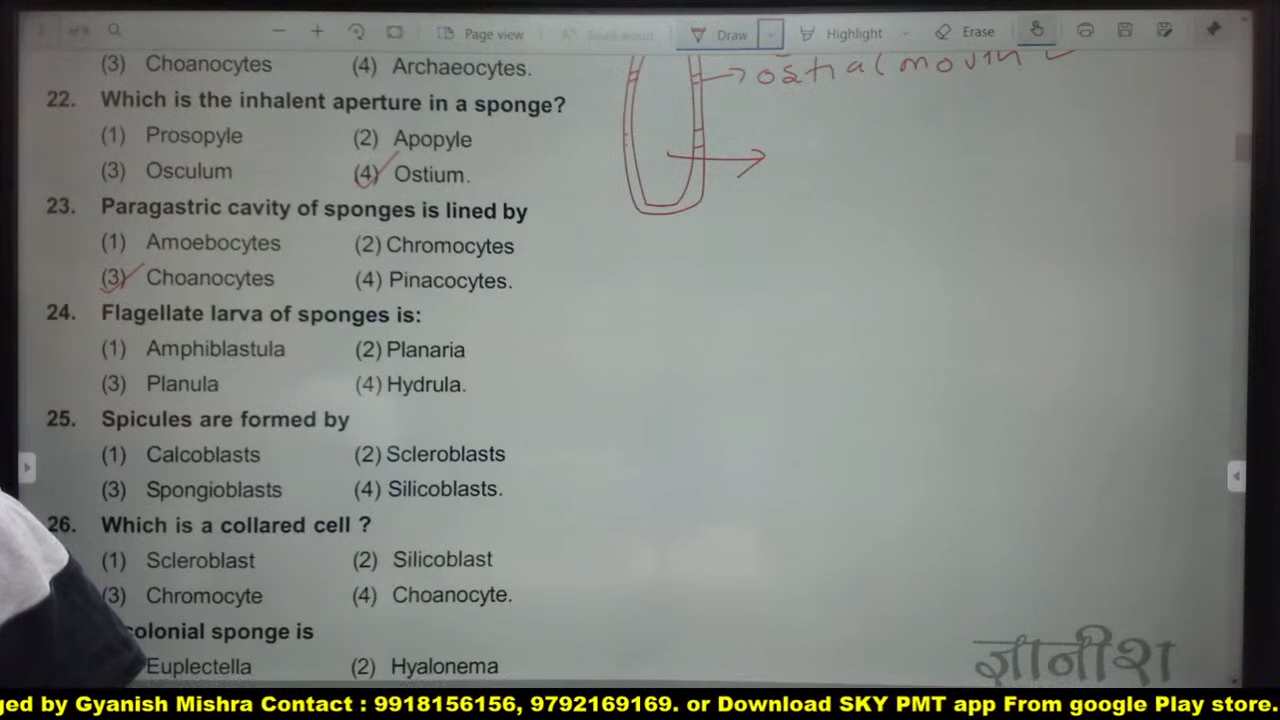 Page view
Draw
Highlight
Erase
(3) Choanocytes (4) Archaeocytes.
ostial
22. Which is the inhalent aperture in a sponge?
(1) Prosopyle (2) Apopyle
(3) Osculum (4) Ostium.
23. Paragastric cavity of sponges is lined by
(1) Amoebocytes (2) Chromocytes
(3) Choanocytes (4) Pinacocytes.
24. Flagellate larva of sponges is:
(1) Amphiblastula (2) Planaria
(3) Planula (4) Hydrula.
25. Spicules are formed by
(1) Calcoblasts (2) Scleroblasts
(3) Spongioblasts (4) Silicoblasts.
26. Which is a collared cell ?
(1) Scleroblast (2) Silicoblast
(3) Chromocyte (4) Choanocyte.
colonial sponge is
Euplectella (2) Hyalonema
ज्ञानीश
ged by Gyanish Mishra Contact : 9918156156, 9792169169. or Download SKY PMT app From google Play store.